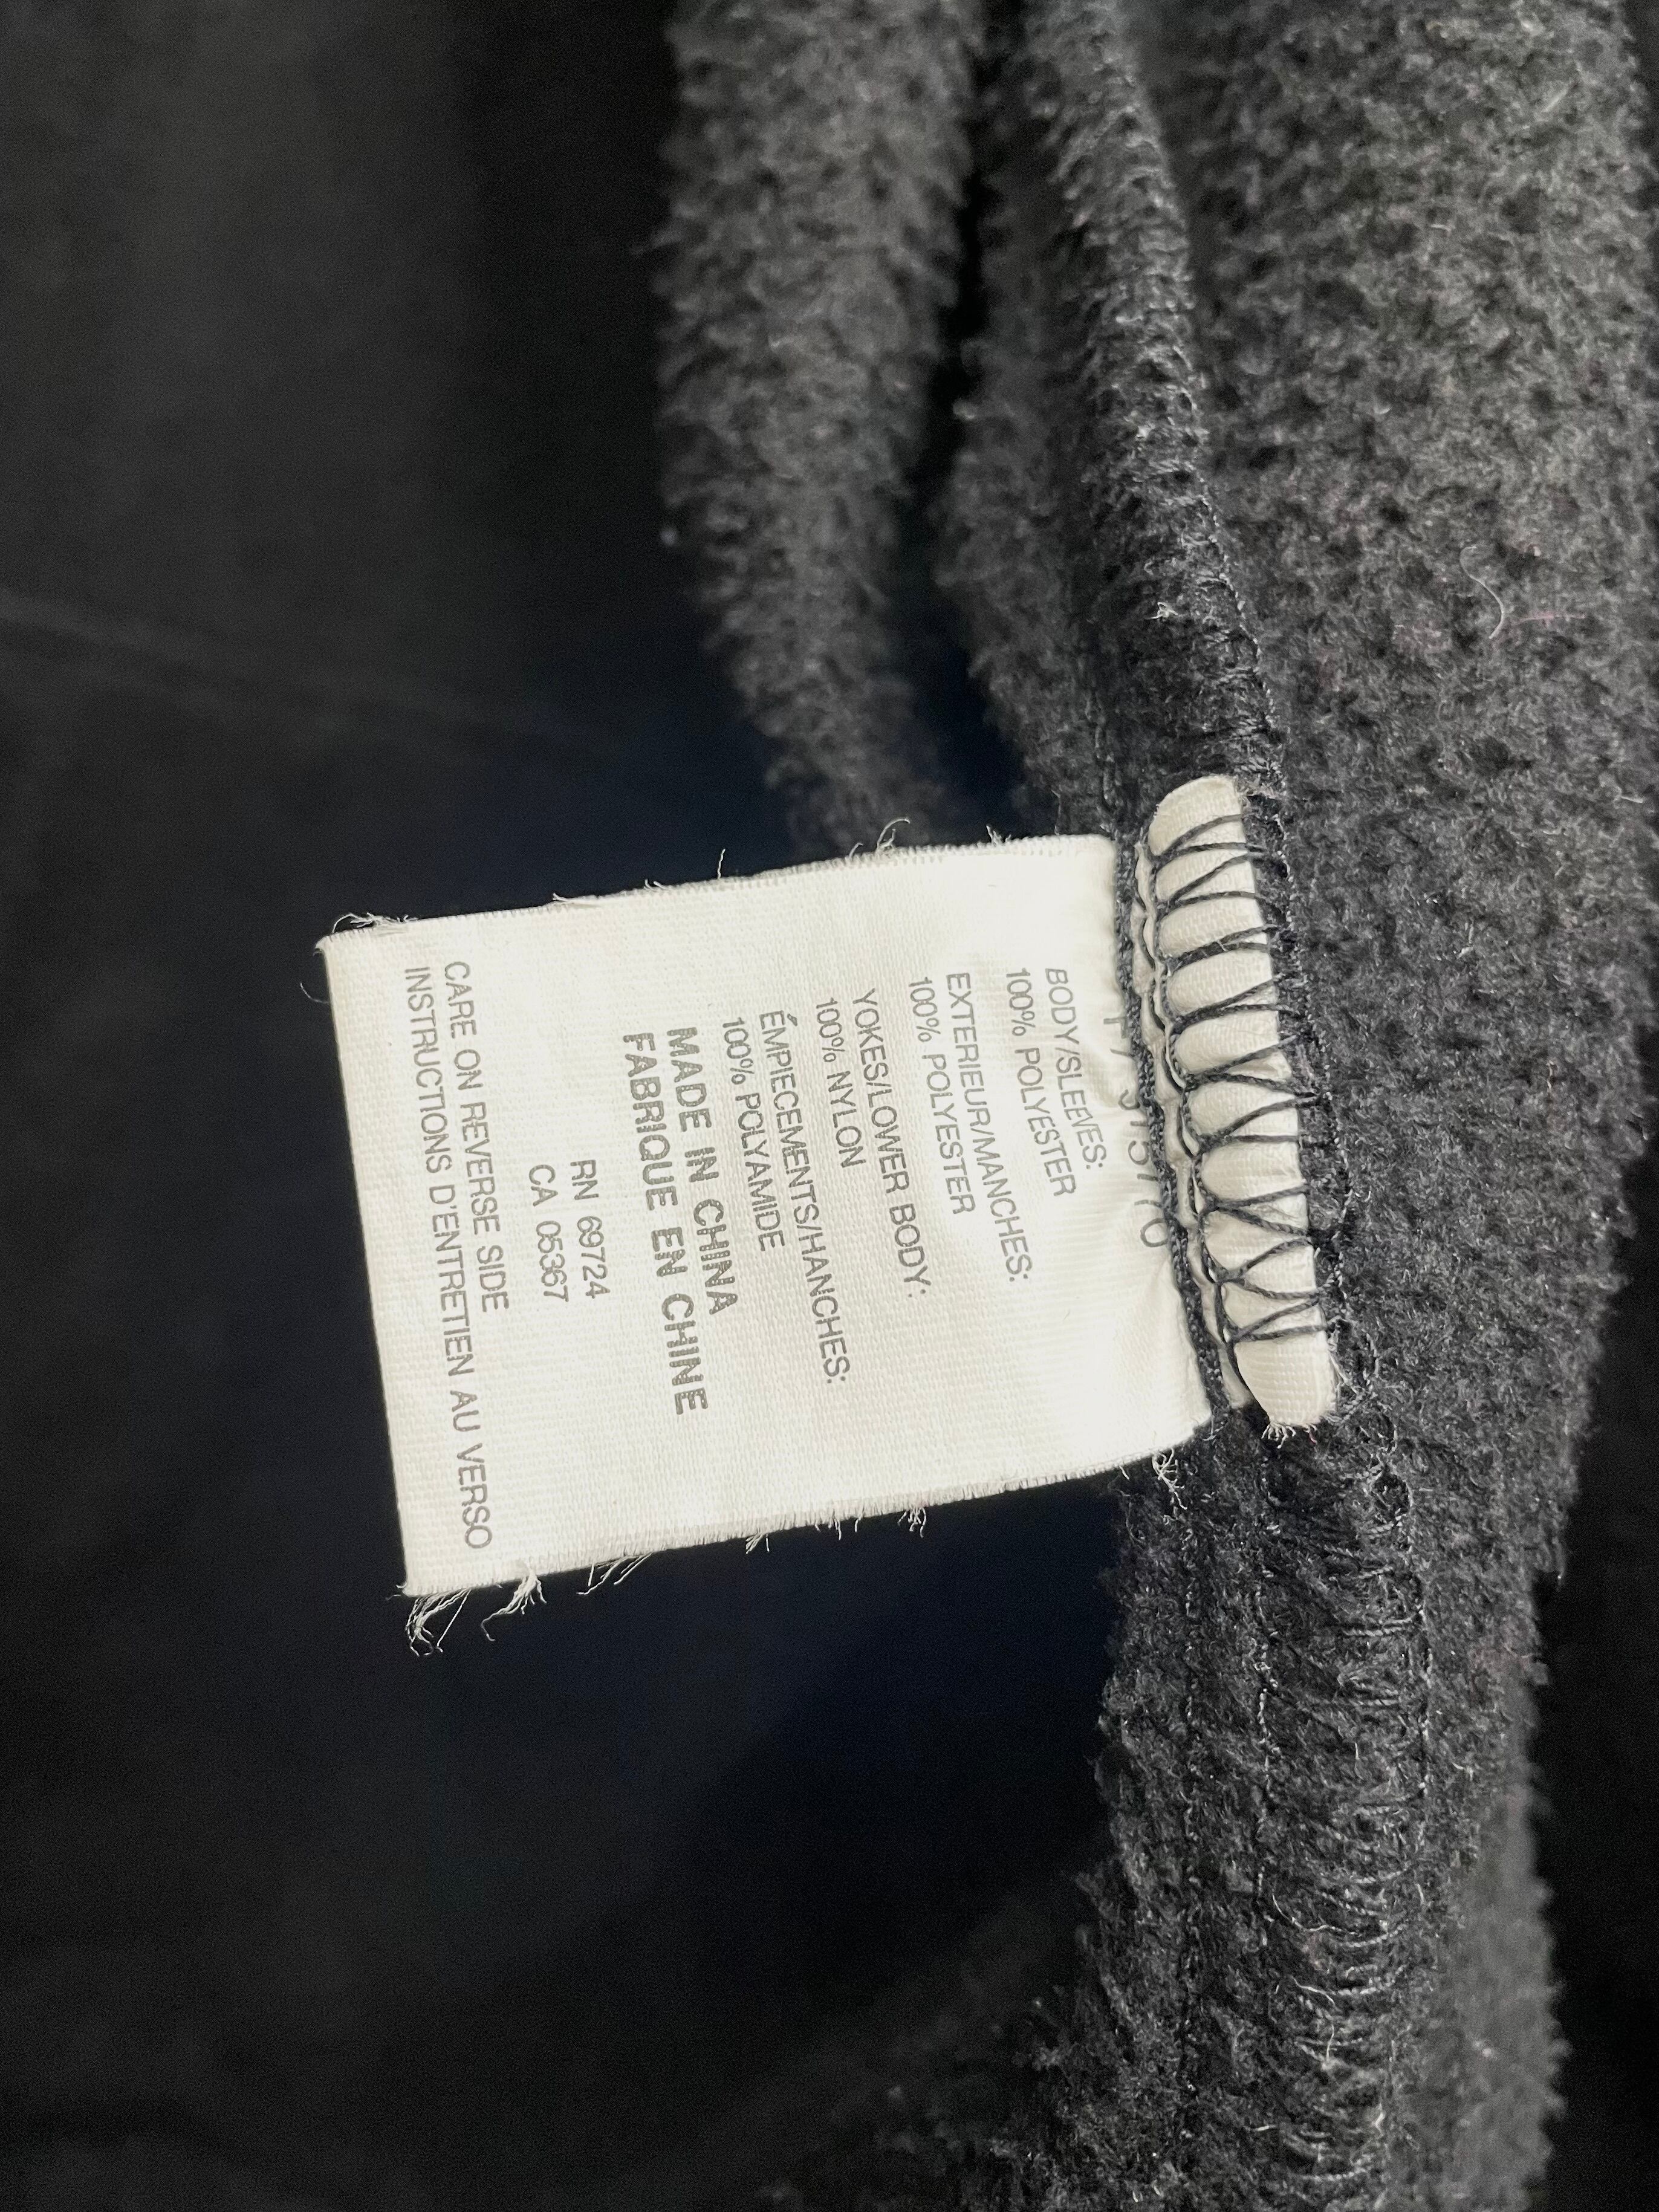 BODY/SLEEVES:
100% POLYESTER
EXTERIEUR/MANCHES:
100% POLYESTER
YOKES/LOWER BODY:
100% NYLON
ÉMPIECEMENTS/HANCHES:
100% POLYAMIDE
MADE IN CHINA
FABRIQUE EN CHINE
RN 69724
CA 05367
CARE ON REVERSE SIDE
INSTRUCTIONS D'ENTRETIEN AU VERSO